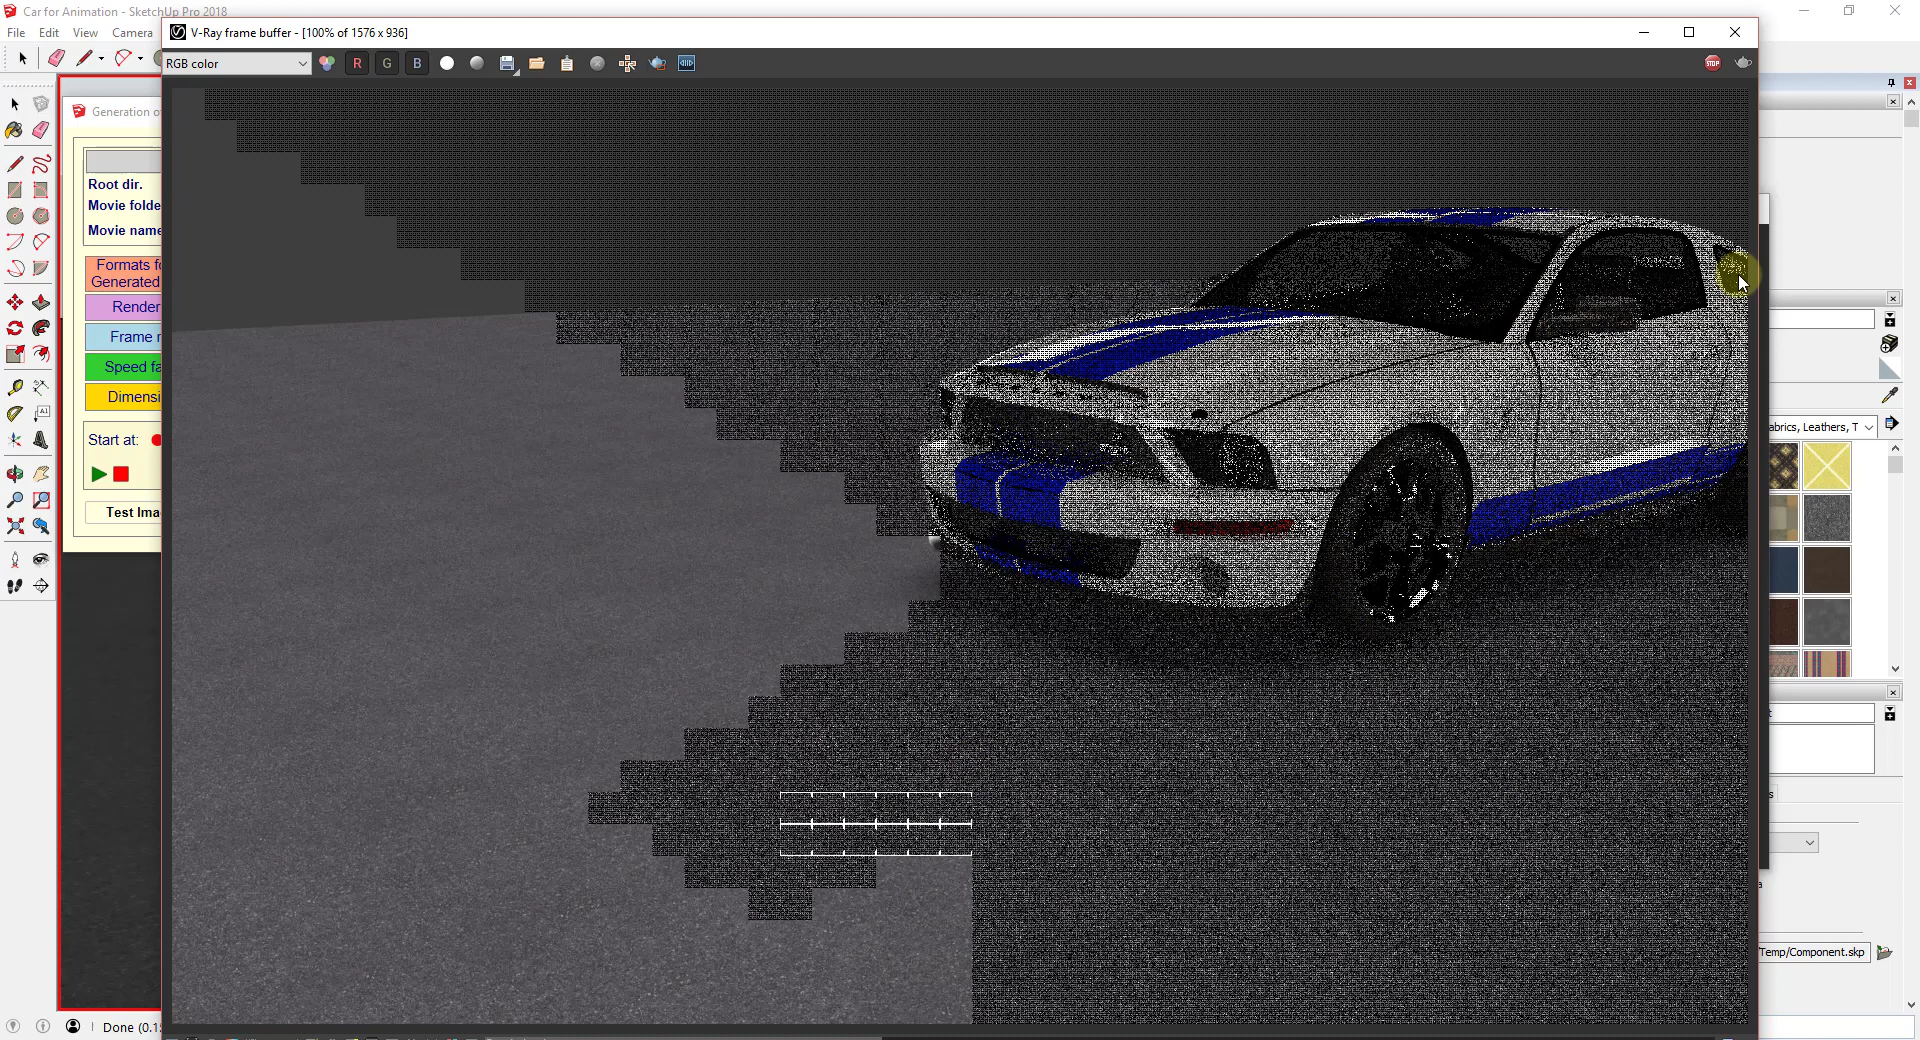 Car for Animation - SketchUp Pro 2018
File Edit View Camera
V-Ray frame buffer - [100% of 1576 x 936]
RGB color
R G B
STOP
Generation o
Root dir.
Movie folde
Movie name
Formats fo
Generated
Render
Frame r
Speed fa
Dimensi
Start at:
Test Ima
abrics, Leathers, T
Temp/Component.skp
Done (0.1